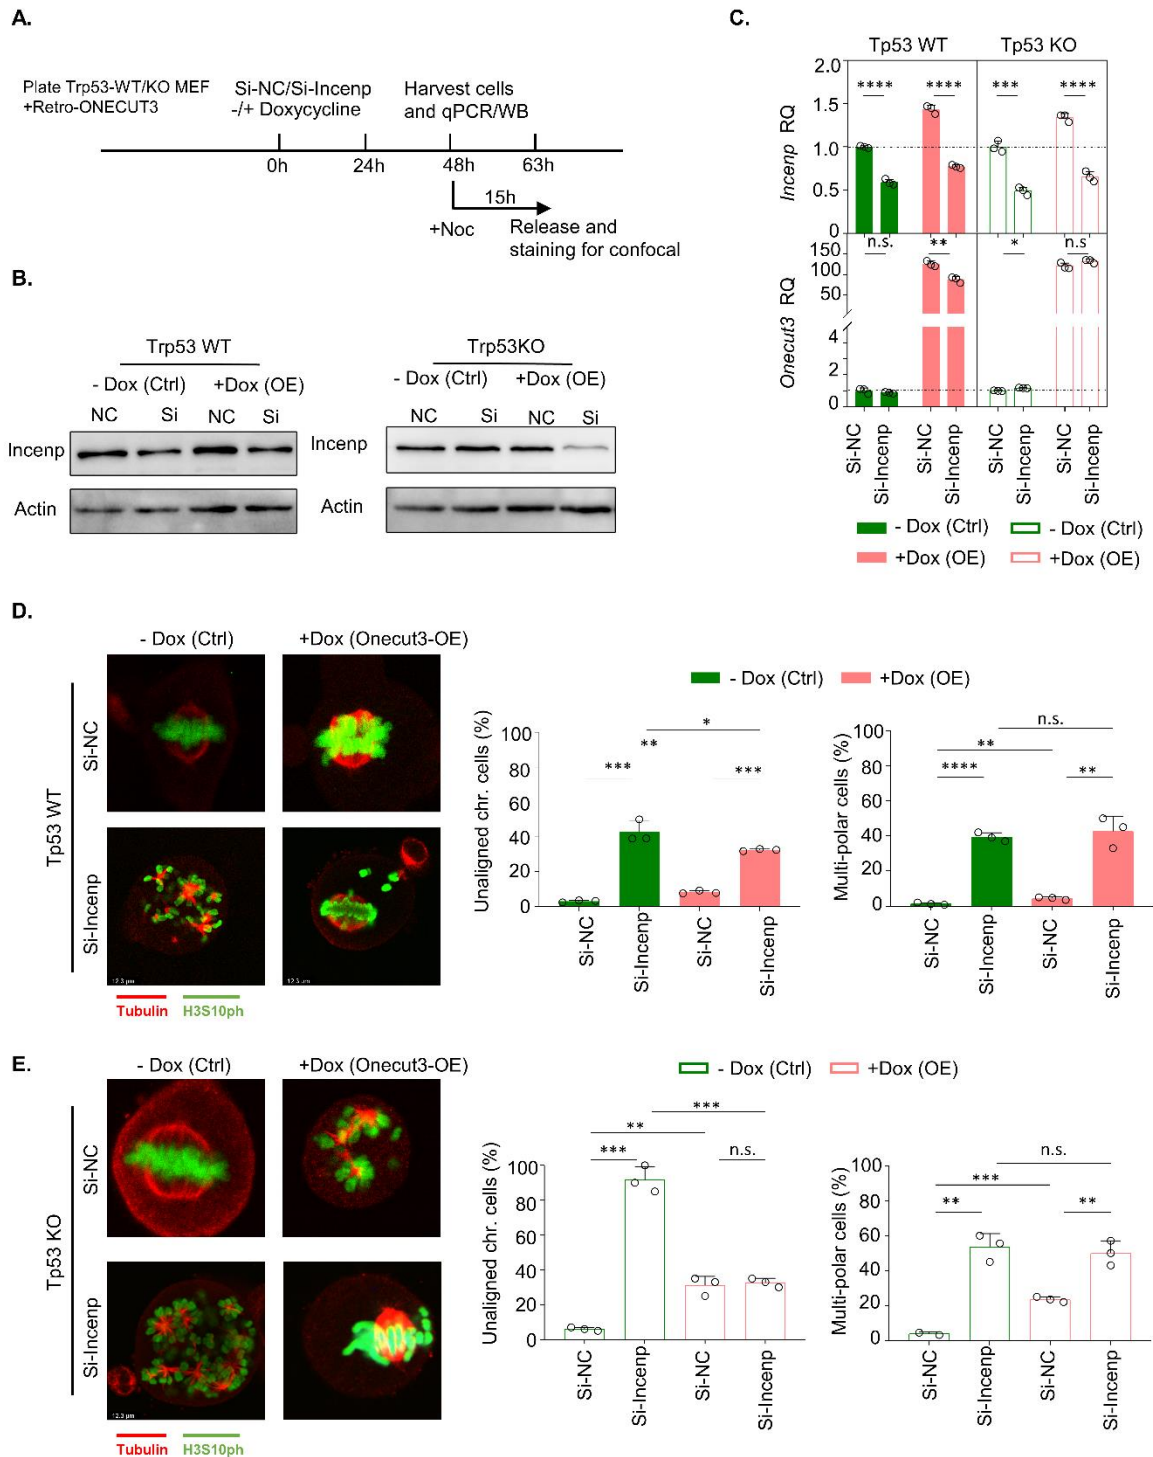 A.
Plate Trp53-WT/KO MEF
+Retro-ONECUT3
Si-NC/Si-Incenp
-/+ Doxycycline
Harvest cells
and qPCR/WB
0h
24h
48h
63h
15h
+Noc
Release and
staining for confocal
B.
Trp53 WT
- Dox (Ctrl)
+Dox (OE)
NC
Si
NC
Si
Incenp
Actin
Trp53KO
- Dox (Ctrl)
+Dox (OE)
NC
Si
NC
Si
Incenp
Actin
C.
Tp53 WT
Tp53 KO
2.0
1.5
1.0
0.5
0
Incenp RQ
****
****
***
****
150
100
50
4
2
0
Onecut3 RQ
n.s.
**
*
n.s
Si-NC
Si-Incenp
Si-NC
Si-Incenp
Si-NC
Si-Incenp
Si-NC
Si-Incenp
- Dox (Ctrl)
- Dox (Ctrl)
+Dox (OE)
+Dox (OE)
D.
- Dox (Ctrl)
+Dox (Onecut3-OE)
Tp53 WT
Si-NC
Si-Incenp
12.3 µm
12.3 µm
Tubulin
H3S10ph
- Dox (Ctrl)
+Dox (OE)
Unaligned chr. cells (%)
100
80
60
40
20
0
*
**
***
***
Si-NC
Si-Incenp
Si-NC
Si-Incenp
Multi-polar cells (%)
100
80
60
40
20
0
n.s.
**
****
**
Si-NC
Si-Incenp
Si-NC
Si-Incenp
E.
- Dox (Ctrl)
+Dox (Onecut3-OE)
Tp53 KO
Si-NC
Si-Incenp
12.3 µm
Tubulin
H3S10ph
- Dox (Ctrl)
+Dox (OE)
Unaligned chr. cells (%)
100
80
60
40
20
0
***
**
***
n.s.
Si-NC
Si-Incenp
Si-NC
Si-Incenp
Multi-polar cells (%)
100
80
60
40
20
0
n.s.
***
**
**
Si-NC
Si-Incenp
Si-NC
Si-Incenp